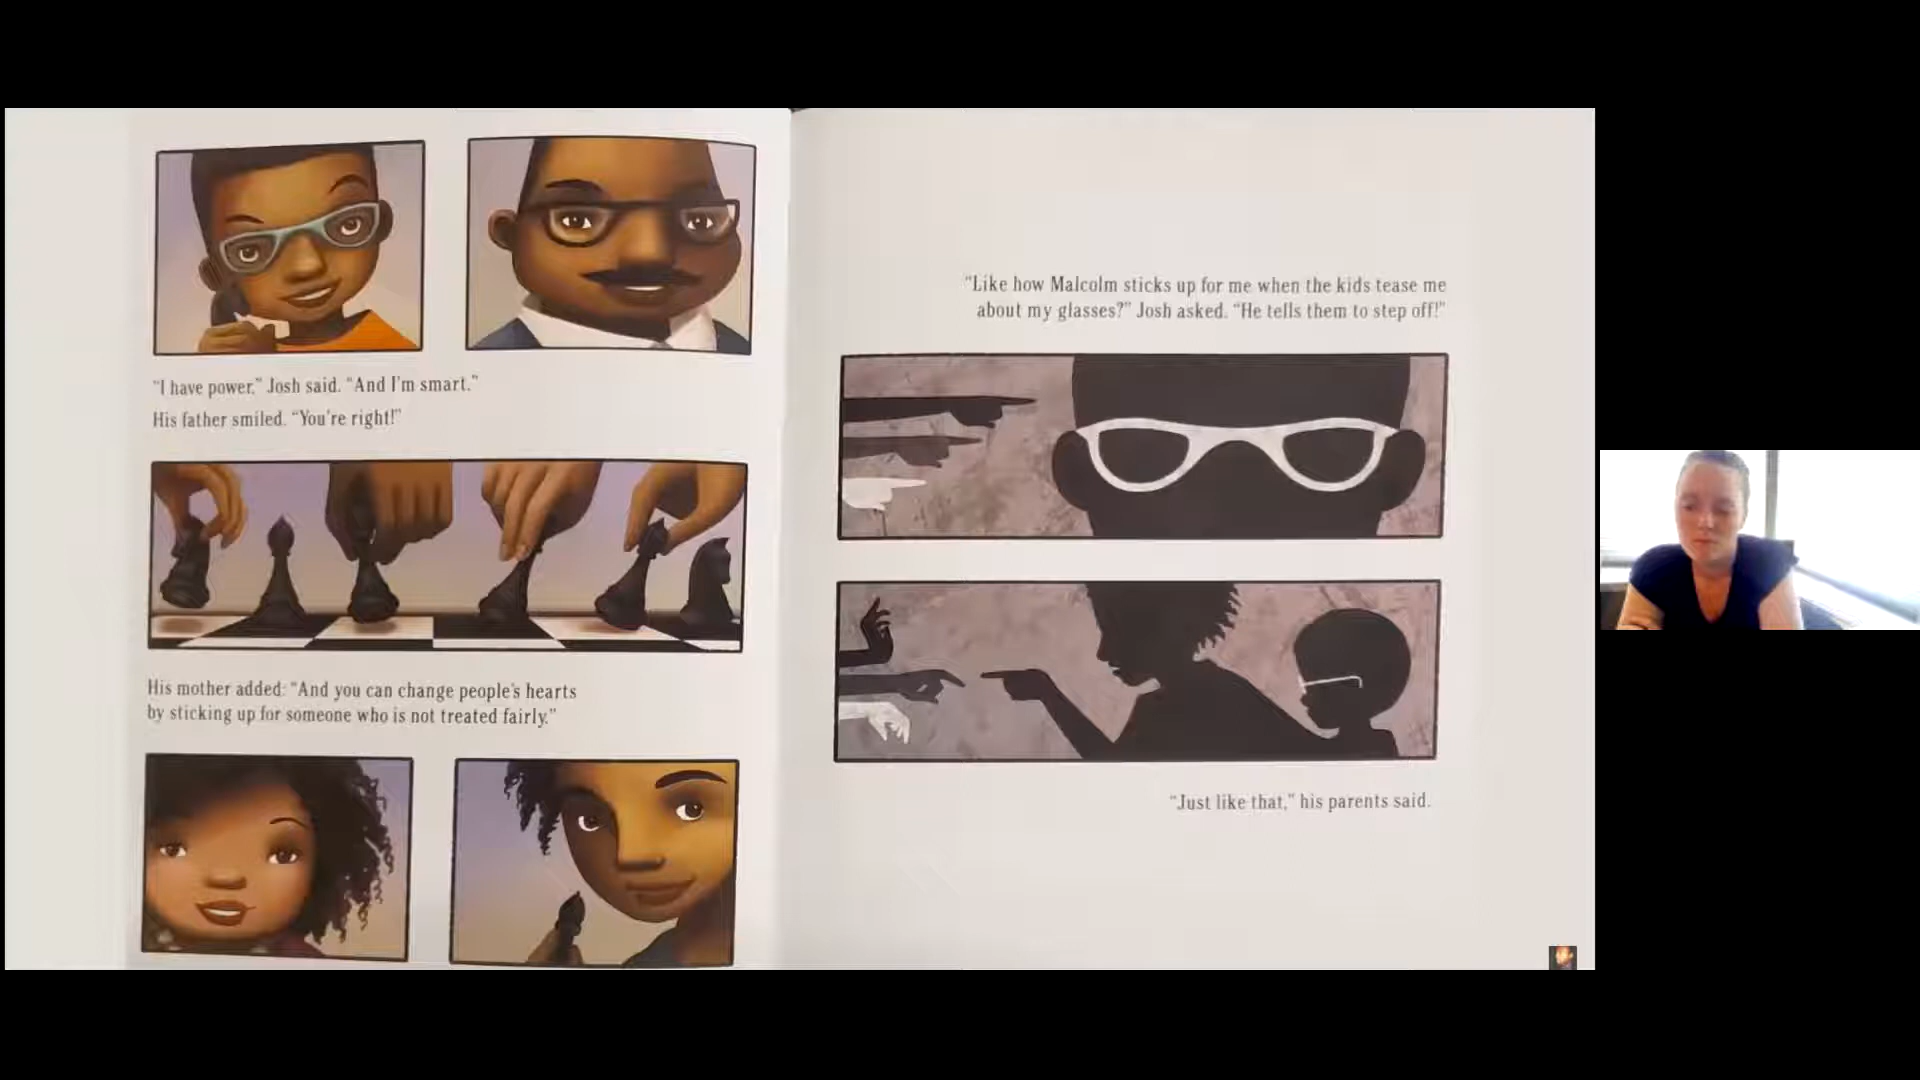 "I have power," Josh said. "And I'm smart."
His father smiled. "You're right!"
His mother added: "And you can change people's hearts
by sticking up for someone who is not treated fairly."
"Like how Malcolm sticks up for me when the kids tease me
about my glasses?" Josh asked. "He tells them to step off!"
"Just like that," his parents said.